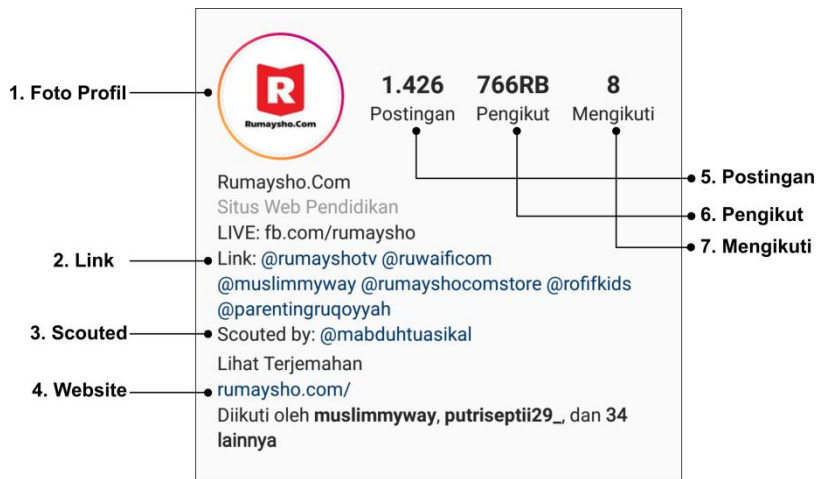 1. Foto Profil
R
Rumaysho.Com
1.426 766RB 8
Postingan Pengikut Mengikuti
5. Postingan
6. Pengikut
7. Mengikuti
Rumaysho.Com
Situs Web Pendidikan
LIVE: fb.com/rumaysho
2. Link
Link: @rumayshotv @ruwaificom
@muslimmyway @rumayshocomstore @rofifkids
@parentingruqoyyah
3. Scouted
Scouted by: @mabduhtuasikal
Lihat Terjemahan
4. Website
rumaysho.com/
Diikuti oleh muslimmyway, putriseptii29_, dan 34
lainnya